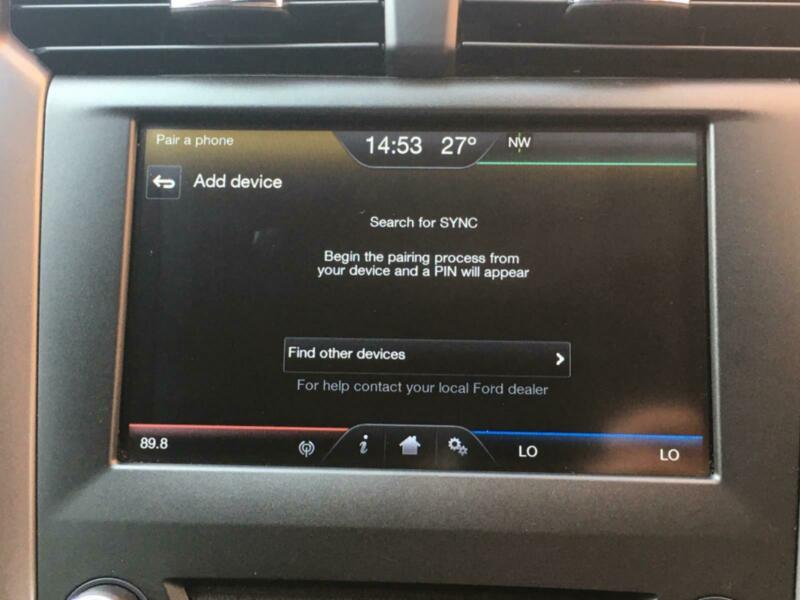 Pair a phone
14:53 27°
NW
Add device
Search for SYNC
Begin the pairing process from
your device and a PIN will appear
Find other devices
For help contact your local Ford dealer
89.8
i
LO
LO